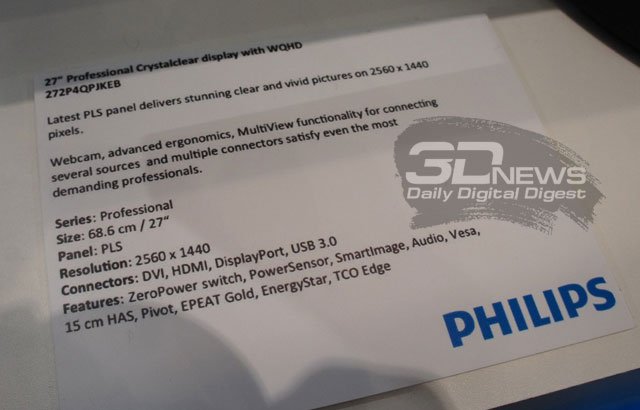 27" Professional Crystalclear display with WQHD
272P4QPJKEB
Latest PLS panel delivers stunning clear and vivid pictures on 2560 x 1440
pixels.
Webcam, advanced ergonomics, MultiView functionality for connecting
several sources and multiple connectors satisfy even the most
demanding professionals.
Series: Professional
Size: 68.6 cm / 27"
Panel: PLS
Resolution: 2560 x 1440
Connectors: DVI, HDMI, DisplayPort, USB 3.0
Features: ZeroPower switch, PowerSensor, SmartImage, Audio, Vesa,
15 cm HAS, Pivot, EPEAT Gold, EnergyStar, TCO Edge
PHILIPS
3DNEWS
Daily Digital Digest